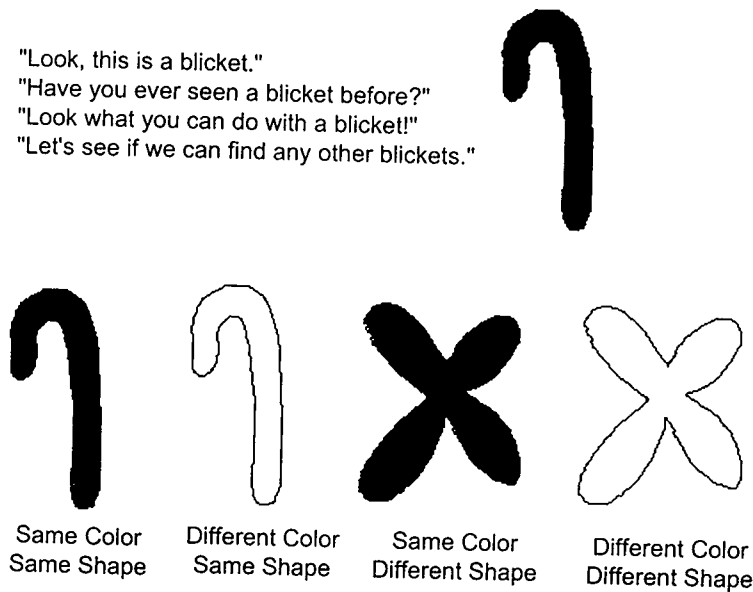 "Look, this is a blicket."
"Have you ever seen a blicket before?"
"Look what you can do with a blicket!"
"Let's see if we can find any other blickets."
Same Color
Same Shape
Different Color
Same Shape
Same Color
Different Shape
Different Color
Different Shape